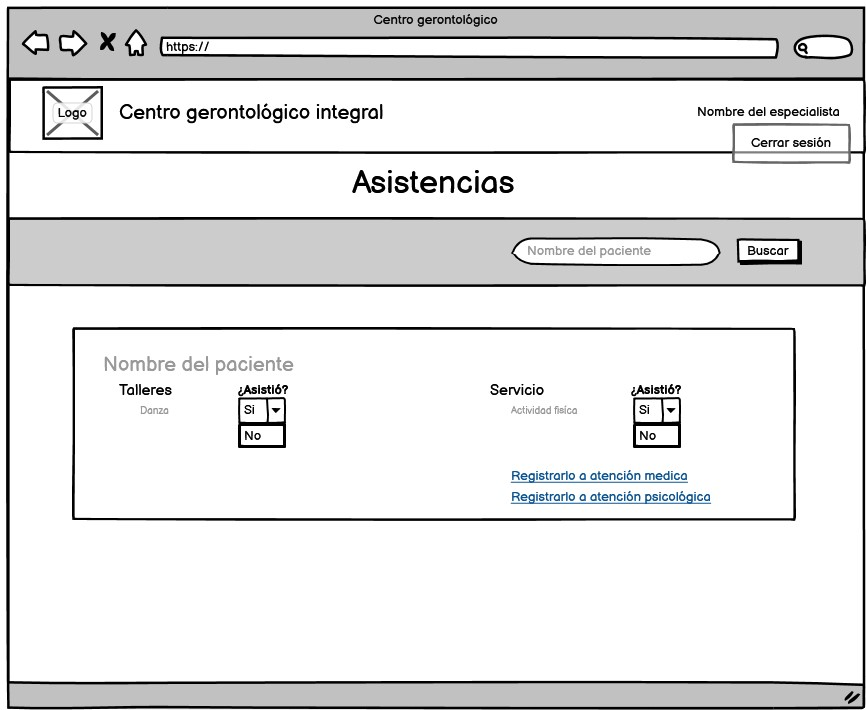 Centro gerontológico
https://
Logo
Centro gerontológico integral
Nombre del especialista
Cerrar sesión
Asistencias
Nombre del paciente
Buscar
Nombre del paciente
Talleres ¿Asistió? Servicio ¿Asistió?
Danza Si Actividad fisíca Si
No No
Registrarlo a atención medica
Registrarlo a atención psicológica